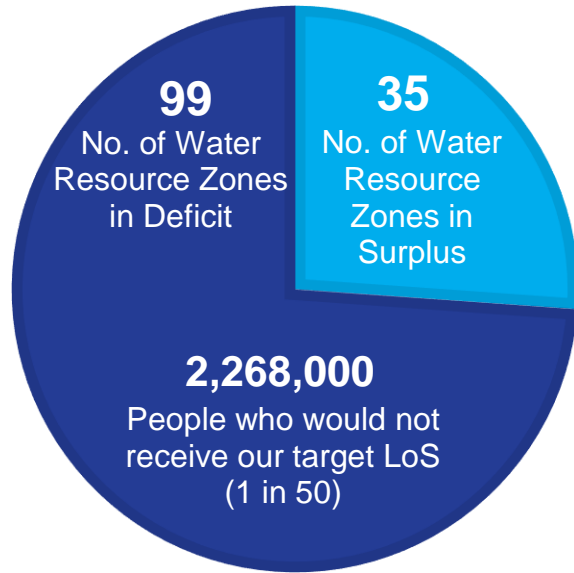 99
No. of Water
Resource Zones
in Deficit
35
No. of Water
Resource
Zones in
Surplus
2,268,000
People who would not
receive our target LoS
(1 in 50)